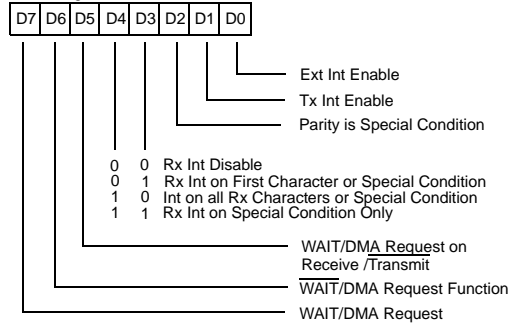 D7 D6 D5 D4 D3 D2 D1 D0
Ext Int Enable
Tx Int Enable
Parity is Special Condition
0 0 Rx Int Disable
0 1 Rx Int on First Character or Special Condition
1 0 Int on all Rx Characters or Special Condition
1 1 Rx Int on Special Condition Only
WAIT/DMA Request on
Receive /Transmit
WAIT/DMA Request Function
WAIT/DMA Request